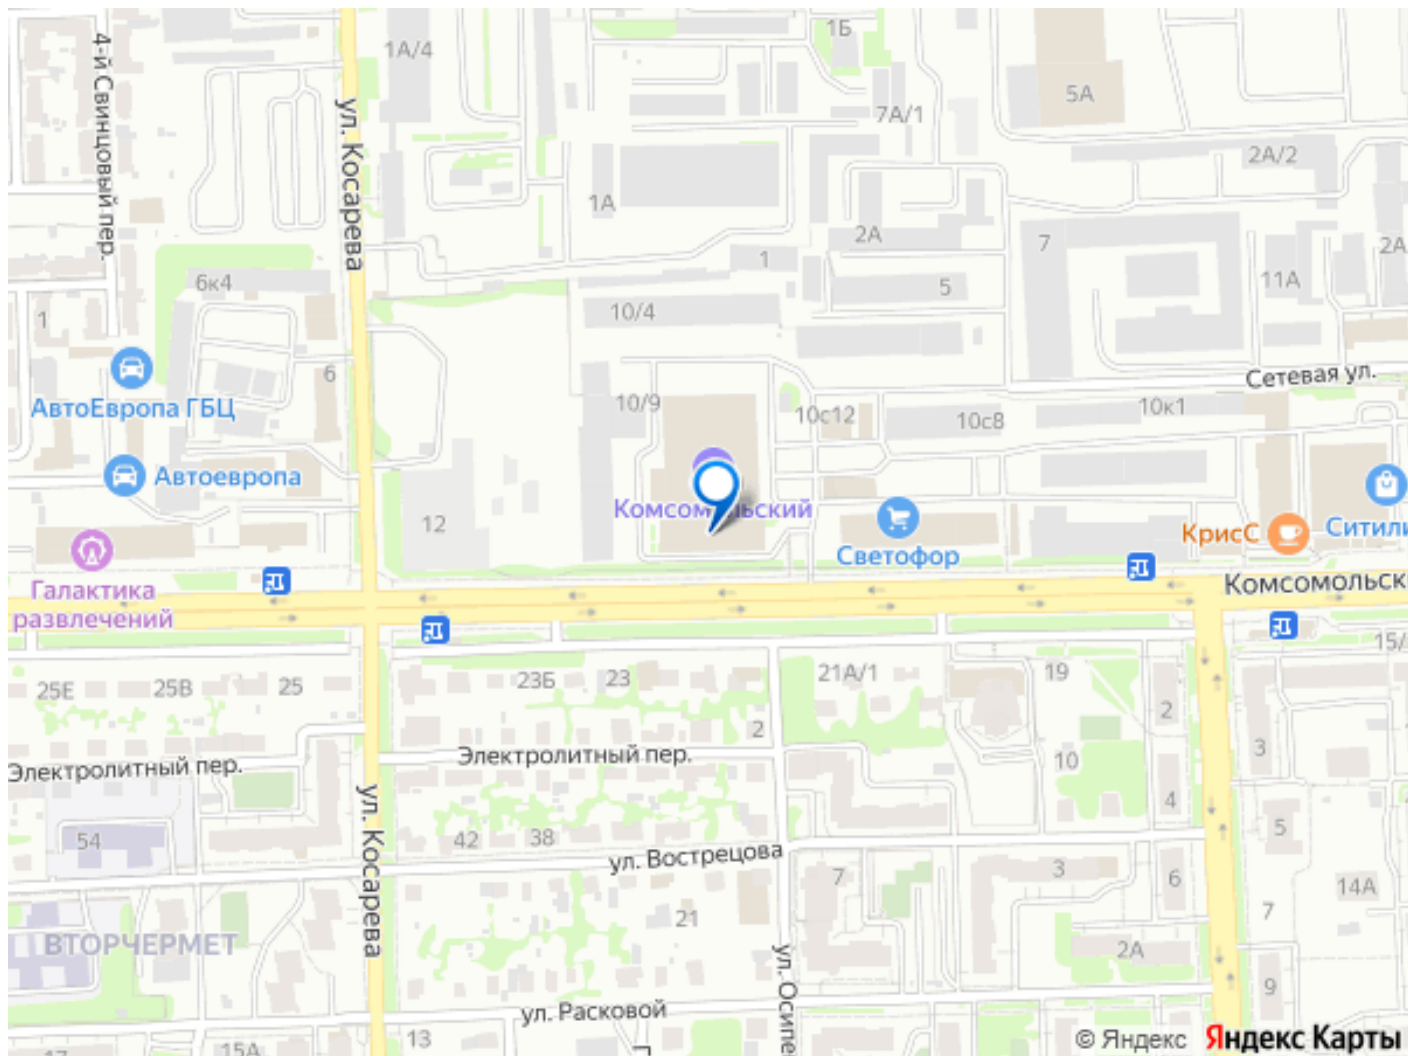 1А/4
1Б
5А
7А/1
4-й Свинцовый пер.
ул. Косарева
2А/2
1А
2А
7
2А
1
6к4
5
11А
10/4
1
6
Сетевая ул.
АвтоЕвропа ГБЦ
10/9
10с12
10с8
10к1
Автоевропа
Комсомольский
12
Светофор
КрисС
Галактика
развлечений
25Е
25В
25
23Б
23
21А/1
19
2
2
3
Электролитный пер.
Электролитный пер.
10
4
54
42
38
5
ул. Косарева
ул. Вострецова
7
3
6
14А
21
7
ВТОРЧЕРМЕТ
2А
9
ул. Расковой
13
15А
© Яндекс Яндекс Карты